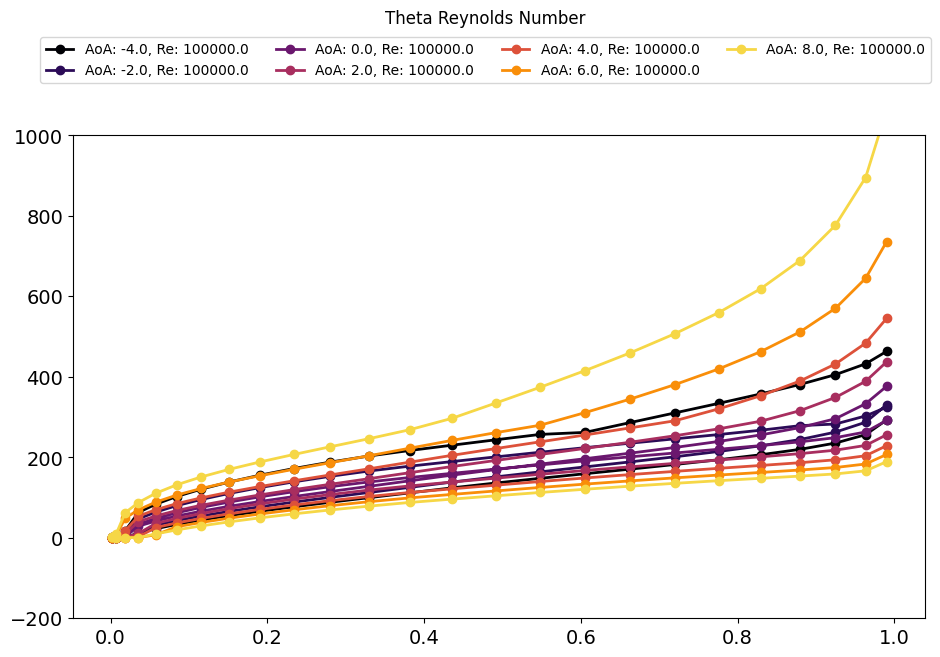 Theta Reynolds Number
AoA: -4.0, Re: 100000.0 AoA: 0.0, Re: 100000.0 AoA: 4.0, Re: 100000.0 AoA: 8.0, Re: 100000.0
AoA: -2.0, Re: 100000.0 AoA: 2.0, Re: 100000.0 AoA: 6.0, Re: 100000.0
1000
800
600
400
200
0
−200
0.0 0.2 0.4 0.6 0.8 1.0